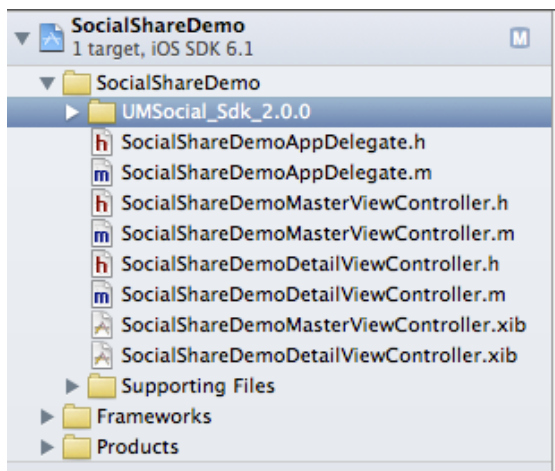 SocialShareDemo
1 target, iOS SDK 6.1
M
SocialShareDemo
UMSocial_Sdk_2.0.0
h SocialShareDemoAppDelegate.h
m SocialShareDemoAppDelegate.m
h SocialShareDemoMasterViewController.h
m SocialShareDemoMasterViewController.m
h SocialShareDemoDetailViewController.h
m SocialShareDemoDetailViewController.m
SocialShareDemoMasterViewController.xib
SocialShareDemoDetailViewController.xib
Supporting Files
Frameworks
Products